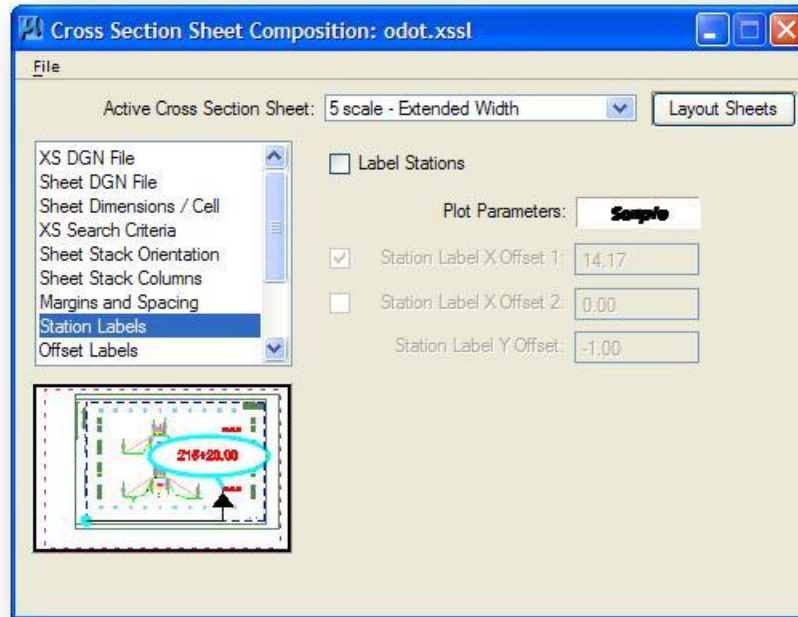 Cross Section Sheet Composition: odot.xssl
File
Active Cross Section Sheet: 5 scale - Extended Width Layout Sheets
XS DGN File
Sheet DGN File
Sheet Dimensions / Cell
XS Search Criteria
Sheet Stack Orientation
Sheet Stack Columns
Margins and Spacing
Station Labels
Offset Labels
Label Stations
Plot Parameters: Sample
Station Label X Offset 1: 14.17
Station Label X Offset 2: 0.00
Station Label Y Offset: -1.00